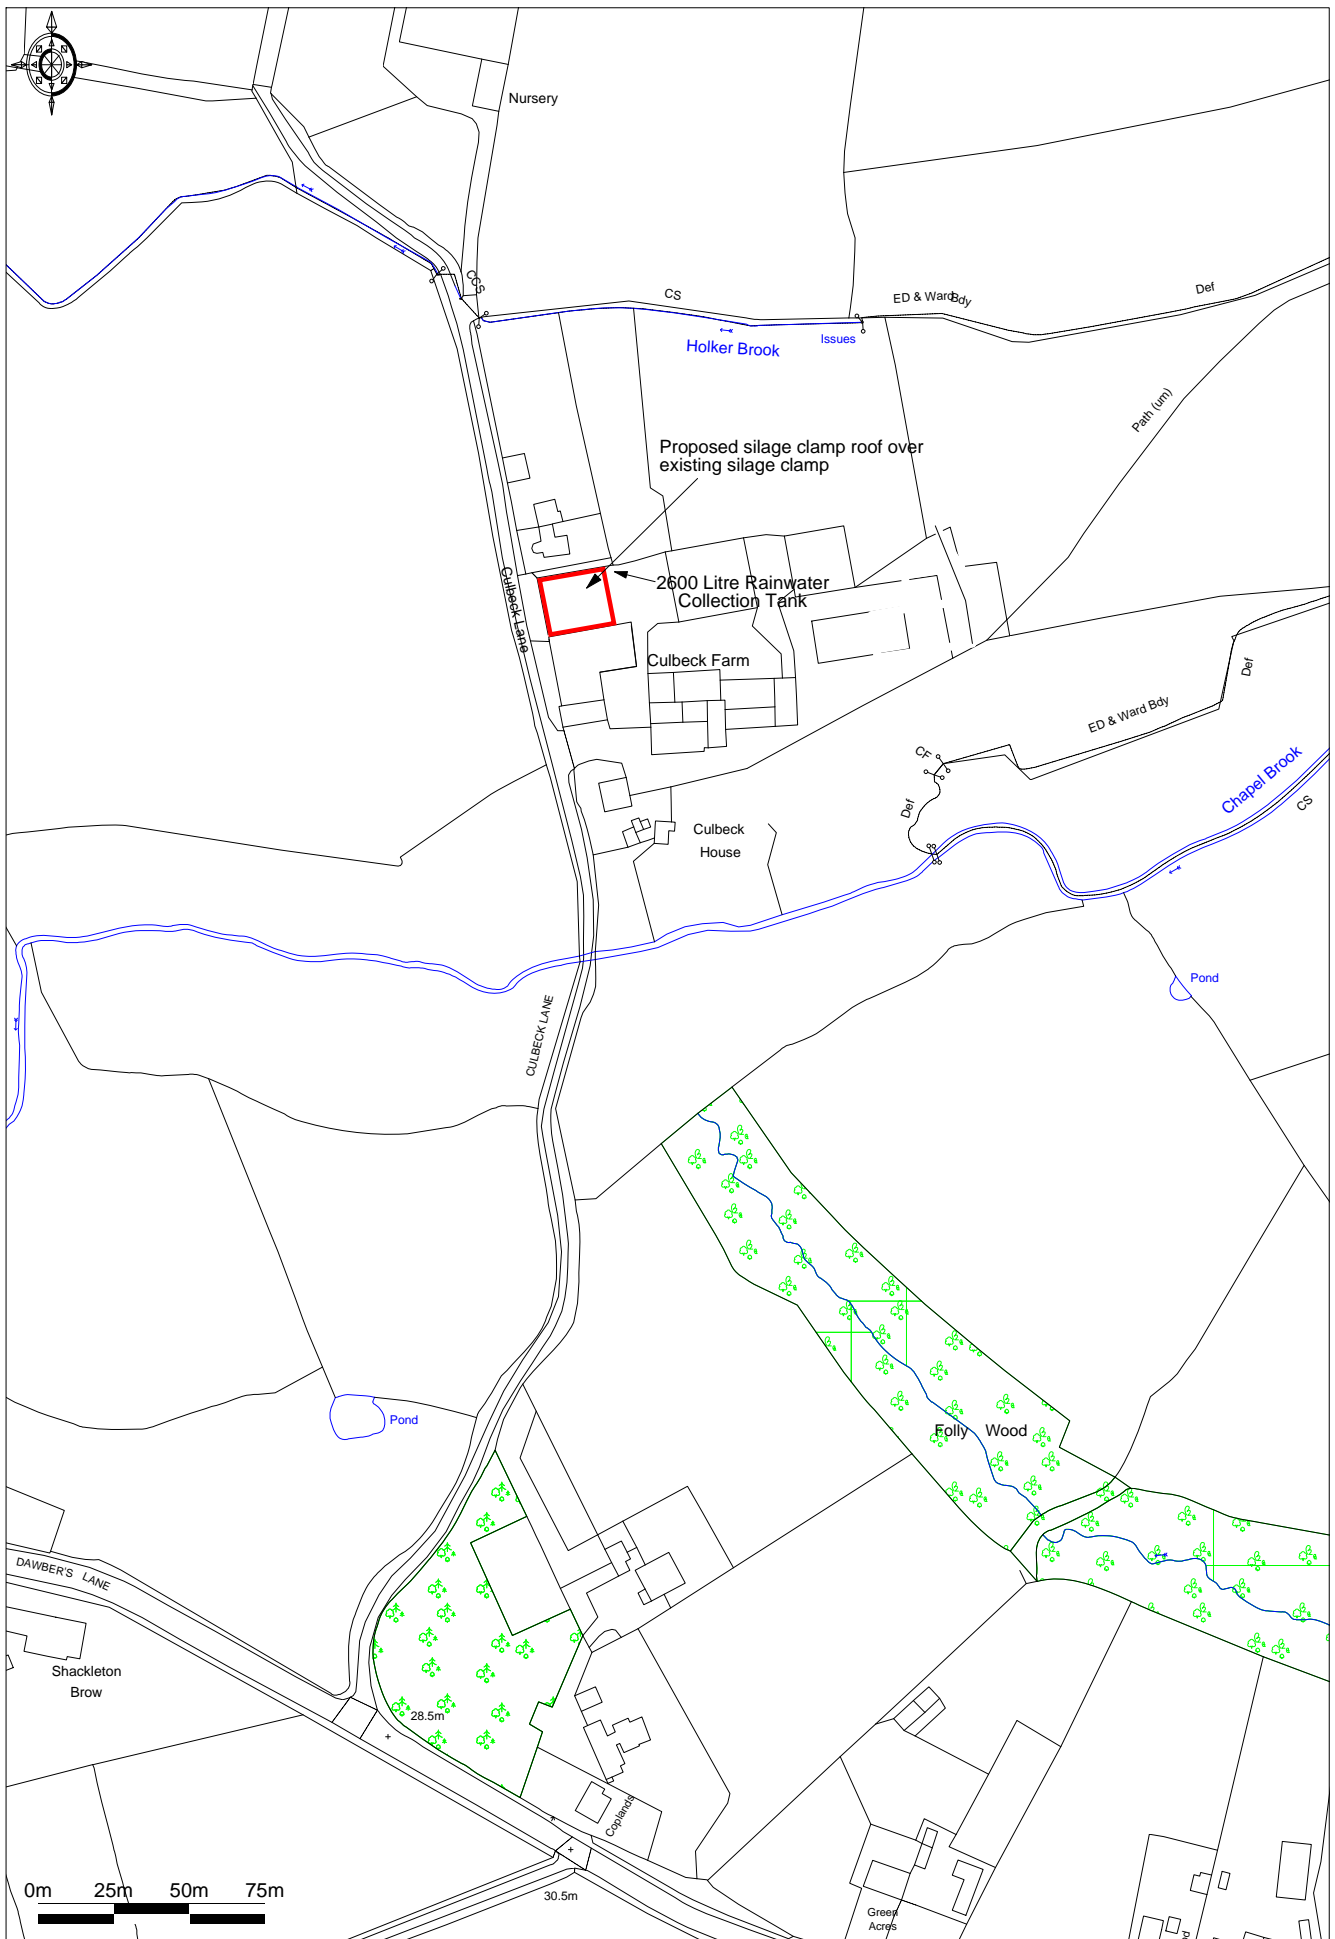 Nursery
CCS
CS
ED & Ward Bdy
Def
Holker Brook
Issues
Path (um)
Proposed silage clamp roof over
existing silage clamp
Culbeck Lane
2600 Litre Rainwater
Collection Tank
Culbeck Farm
Def
ED & Ward Bdy
CF
Chapel Brook
CS
Def
Culbeck
House
Pond
CULBECK LANE
Pond
Folly Wood
DAWBER'S LANE
Shackleton
Brow
28.5m
Coplands
0m 25m 50m 75m
30.5m
Green
Acres